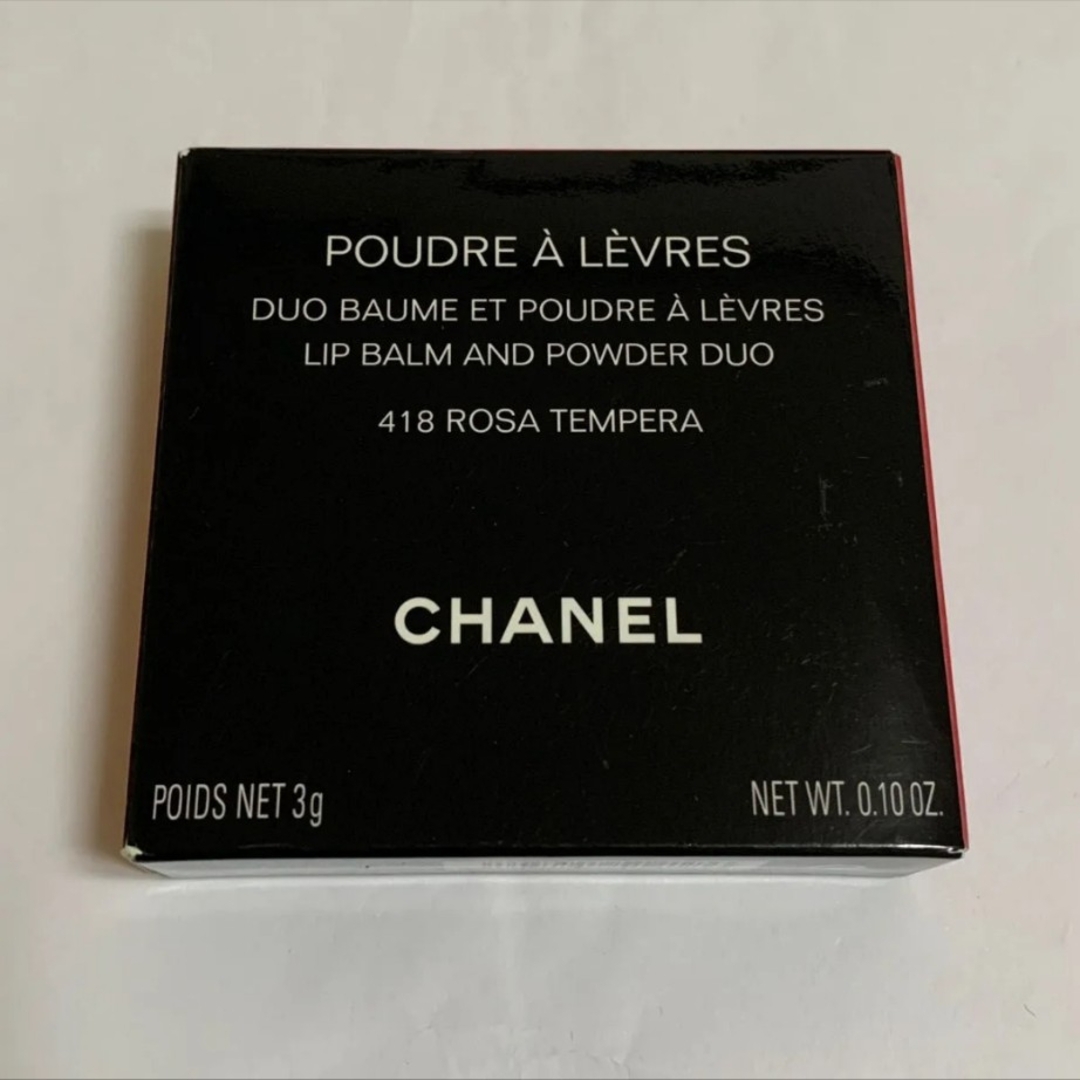 POUDRE À LÈVRES
DUO BAUME ET POUDRE À LÈVRES
LIP BALM AND POWDER DUO
418 ROSA TEMPERA
CHANEL
POIDS NET 3g
NET WT. 0.10 OZ.